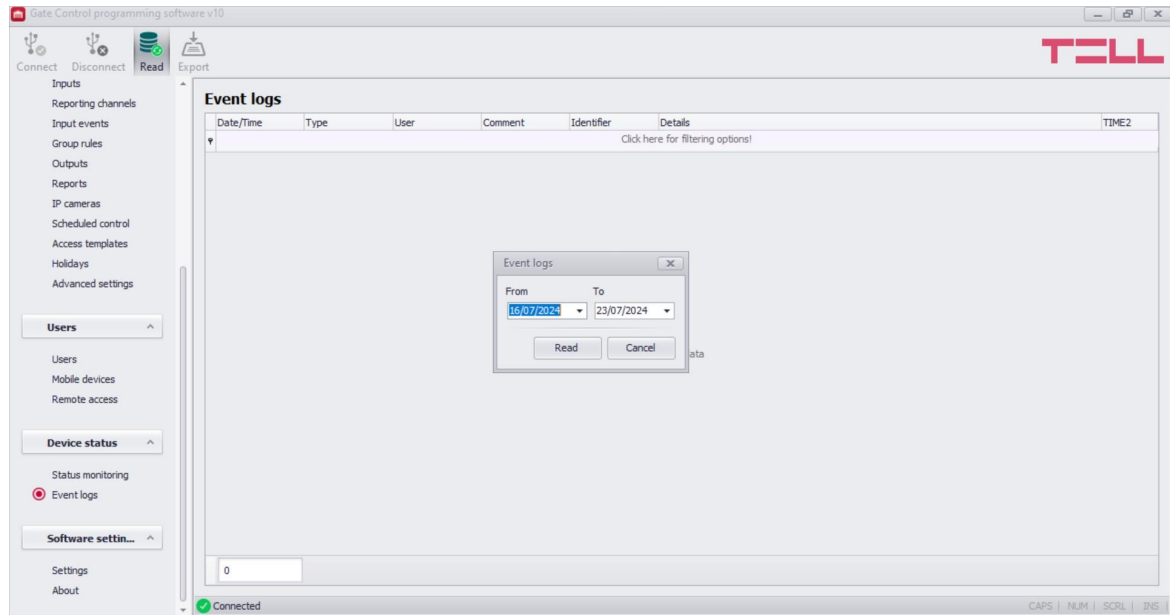 Gate Control programming software v10
Connect Disconnect Read Export
TELL
Inputs
Reporting channels
Input events
Group rules
Outputs
Reports
IP cameras
Scheduled control
Access templates
Holidays
Advanced settings
Users
Users
Mobile devices
Remote access
Device status
Status monitoring
Event logs
Software settin...
Settings
About
Event logs
Date/Time Type User Comment Identifier Details TIME2
Click here for filtering options!
Event logs
From To
16/07/2024 23/07/2024
Read Cancel
ata
0
Connected
CAPS | NUM | SCRL | INS